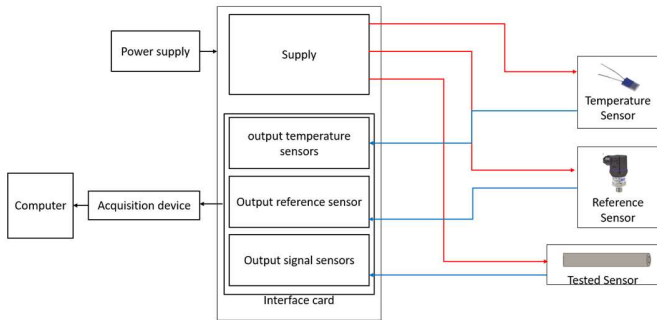 Power supply
Supply
Temperature
Sensor
output temperature
sensors
Computer
Acquisition device
Output reference sensor
Reference
Sensor
Output signal sensors
Tested Sensor
Interface card